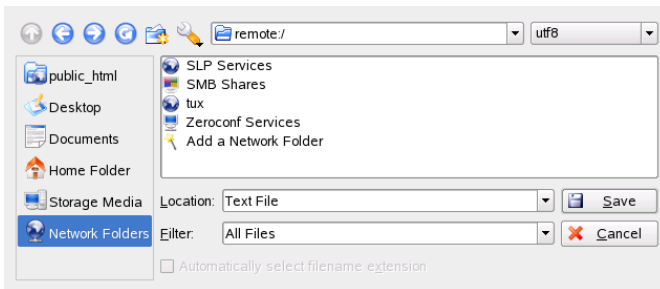 remote:/
utf8
public_html
Desktop
Documents
Home Folder
Storage Media
Network Folders
SLP Services
SMB Shares
tux
Zeroconf Services
Add a Network Folder
Location: Text File
Save
Filter: All Files
Cancel
Automatically select filename extension